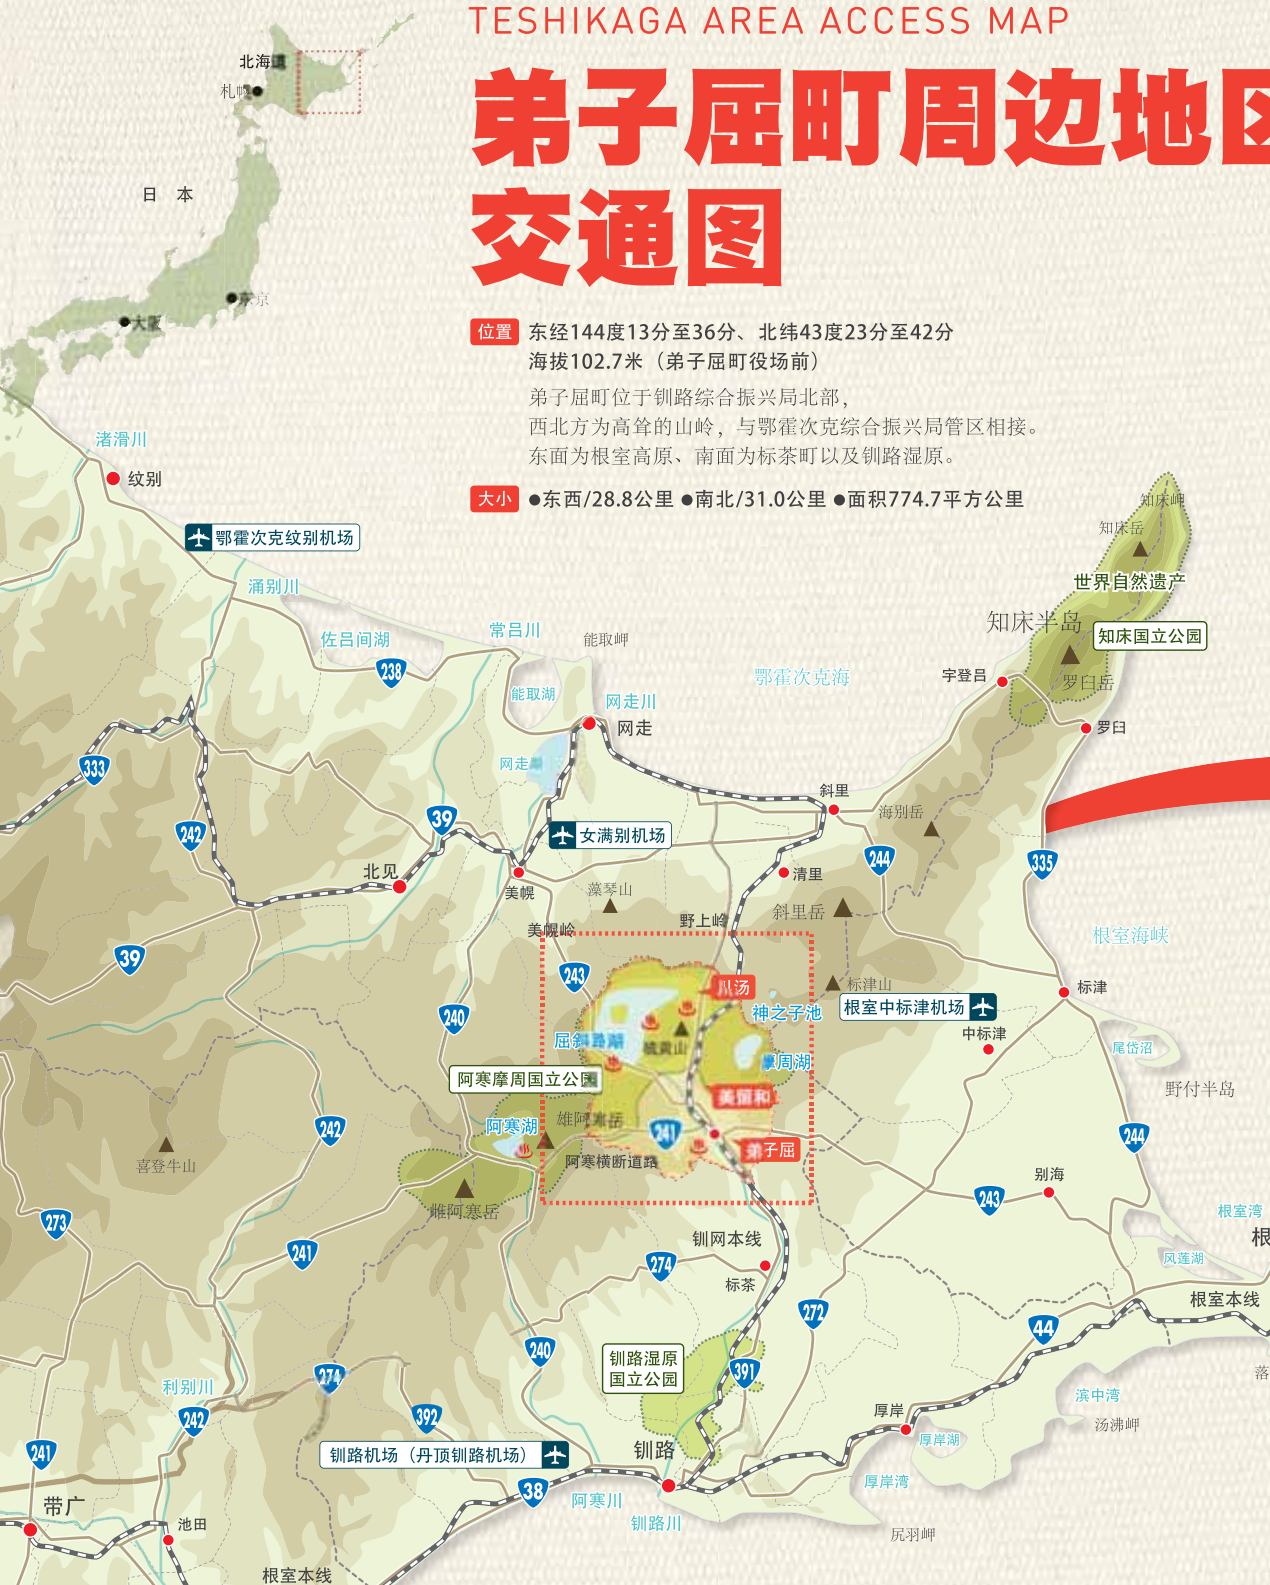 TESHIKAGA AREA ACCESS MAP
弟子屈町周边地区
交通图
位置 东经144度13分至36分、北纬43度23分至42分
海拔102.7米（弟子屈町役场前）
弟子屈町位于钏路综合振兴局北部，
西北方为高耸的山岭，与鄂霍次克综合振兴局管区相接。
东面为根室高原、南面为标茶町以及钏路湿原。
大小 ●东西/28.8公里 ●南北/31.0公里 ●面积774.7平方公里
北海道
札幌
日 本
东京
大阪
渚滑川
纹别
鄂霍次克纹别机场
涌别川
佐吕间湖
238
常吕川
能取岬
能取湖
网走川
网走
网走湖
鄂霍次克海
知床岬
知床岳
世界自然遗产
知床半岛
知床国立公园
宇登吕
罗臼岳
罗臼
333
242
39
女满别机场
北见
美幌
藻琴山
美幌岭
野上岭
斜里
海别岳
244
335
清里
斜里岳
根室海峡
39
243
240
川汤
神之子池
标津山
根室中标津机场
标津
中标津
尾岱沼
野付半岛
屈斜路湖
硫黄山
摩周湖
阿寒摩周国立公园
美留和
阿寒湖
雄阿寒岳
241
弟子屈
阿寒横断道路
242
喜登牛山
雌阿寒岳
244
别海
243
273
241
钏网本线
274
标茶
根室湾
根
风莲湖
根室本线
272
44
240
钏路湿原
国立公园
391
274
利别川
242
392
滨中湾
汤沸岬
落
厚岸
厚岸湖
241
钏路机场（丹顶钏路机场）
钏路
厚岸湾
38
阿寒川
钏路川
尻羽岬
带广
池田
根室本线